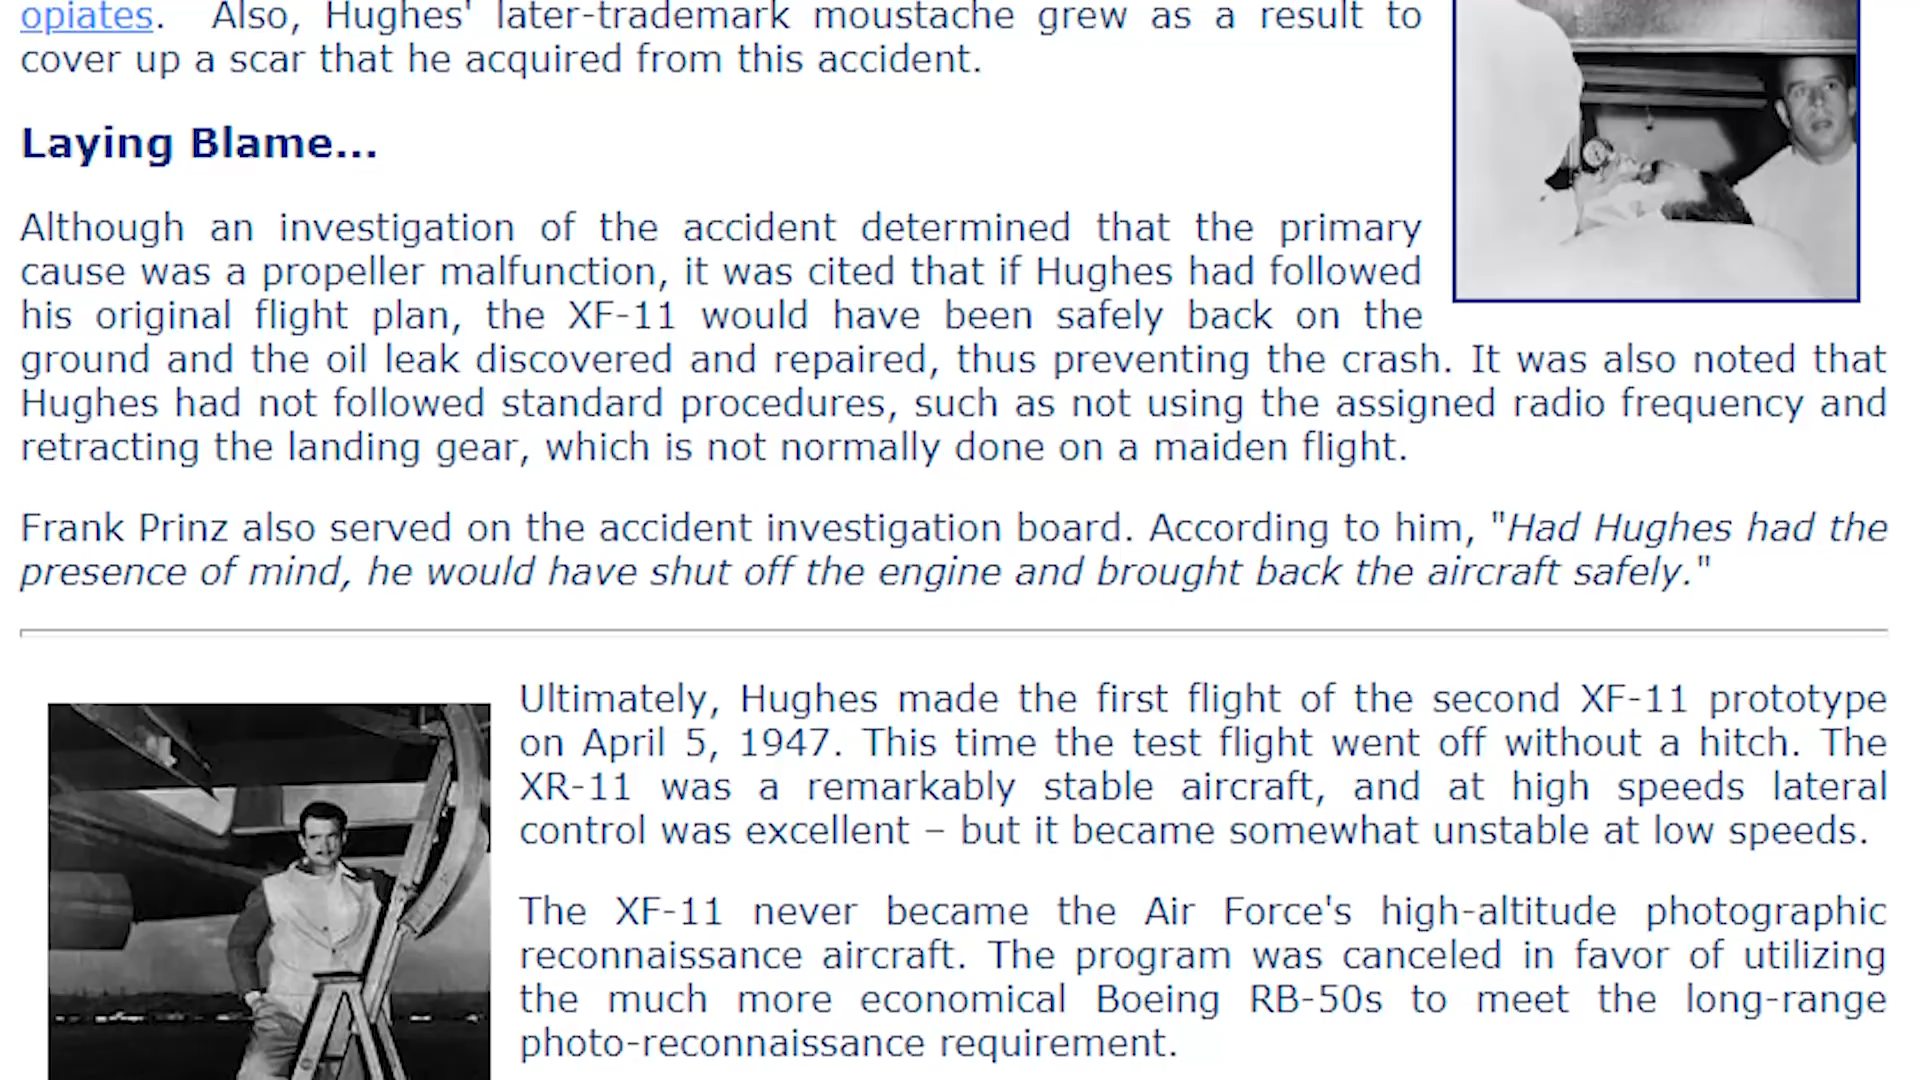 opiates. Also, Hughes' later-trademark moustache grew as a result to
cover up a scar that he acquired from this accident.
Laying Blame...
Although an investigation of the accident determined that the primary
cause was a propeller malfunction, it was cited that if Hughes had followed
his original flight plan, the XF-11 would have been safely back on the
ground and the oil leak discovered and repaired, thus preventing the crash. It was also noted that
Hughes had not followed standard procedures, such as not using the assigned radio frequency and
retracting the landing gear, which is not normally done on a maiden flight.
Frank Prinz also served on the accident investigation board. According to him, "Had Hughes had the
presence of mind, he would have shut off the engine and brought back the aircraft safely."
Ultimately, Hughes made the first flight of the second XF-11 prototype
on April 5, 1947. This time the test flight went off without a hitch. The
XR-11 was a remarkably stable aircraft, and at high speeds lateral
control was excellent – but it became somewhat unstable at low speeds.
The XF-11 never became the Air Force's high-altitude photographic
reconnaissance aircraft. The program was canceled in favor of utilizing
the much more economical Boeing RB-50s to meet the long-range
photo-reconnaissance requirement.